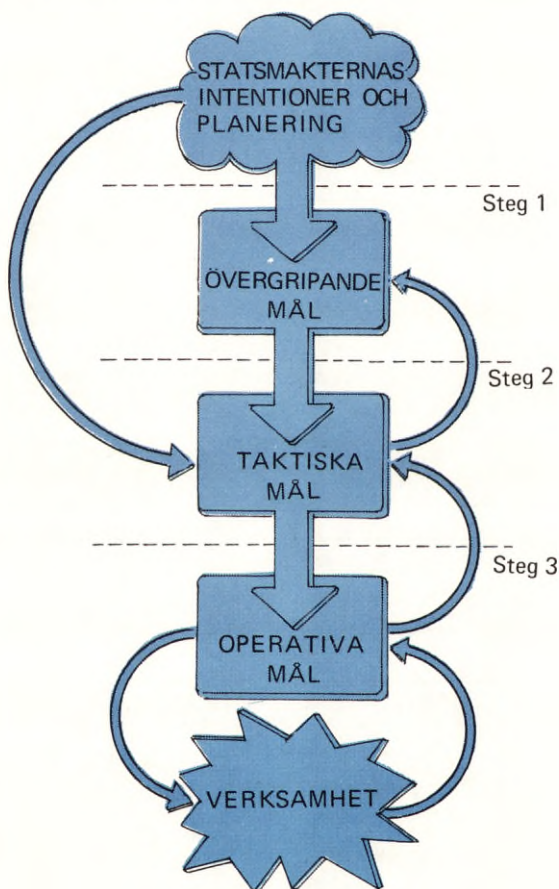 STATSMAKTERNAS
INTENTIONER OCH
PLANERING
Steg 1
ÖVERGRIPANDE
MÅL
Steg 2
TAKTISKA
MÅL
Steg 3
OPERATIVA
MÅL
VERKSAMHET